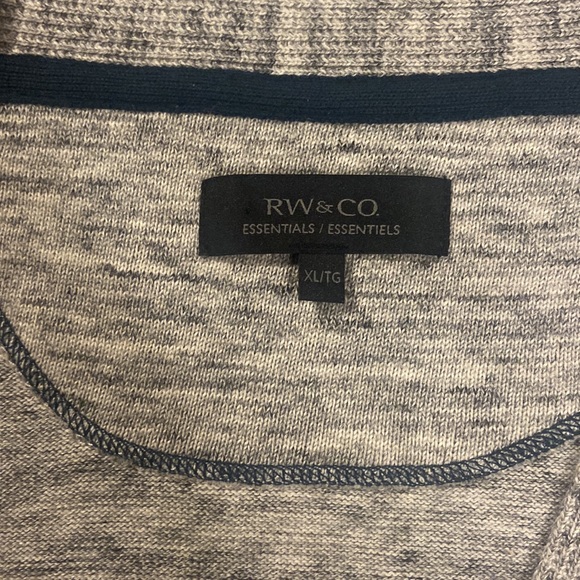 RW&CO.
ESSENTIALS / ESSENTIELS
XL/TG